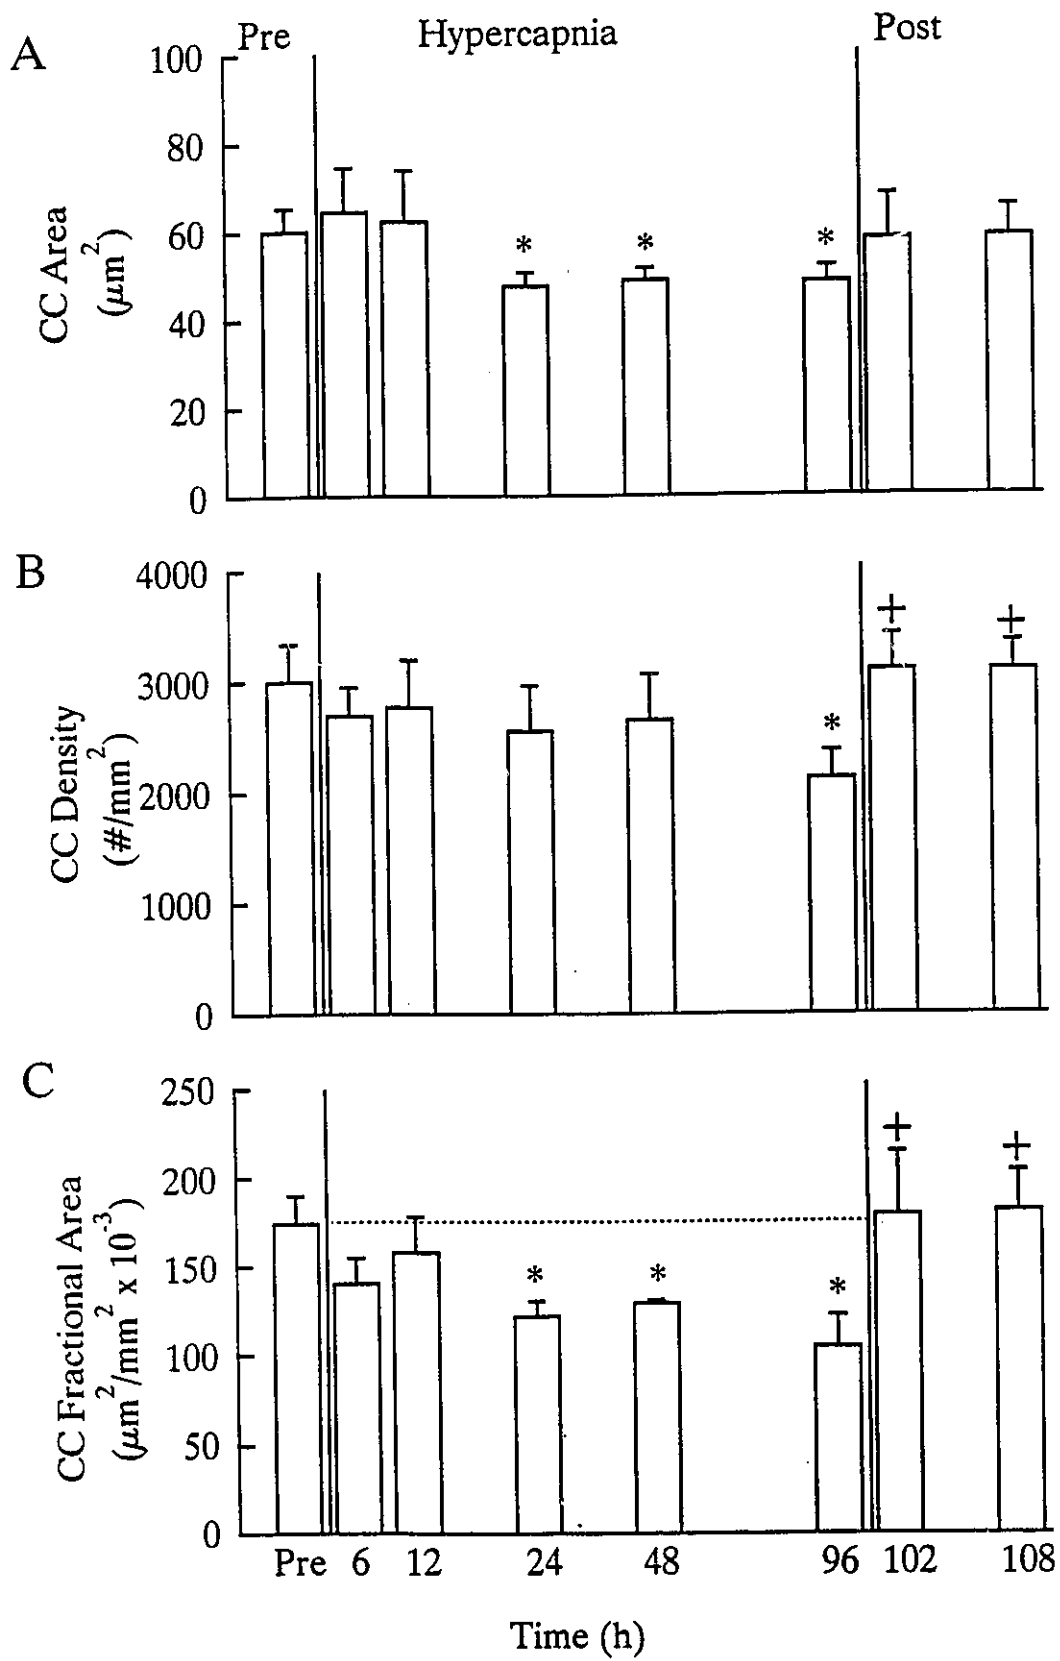 A
Pre
Hypercapnia
Post
100
80
60
40
20
0
CC Area
(μm²)
*
*
*
B
4000
3000
2000
1000
0
CC Density
(#/mm²)
*
+
+
C
250
200
150
100
50
0
CC Fractional Area
(μm²/mm² x 10⁻³)
*
*
*
+
+
Pre 6 12 24 48 96 102 108
Time (h)